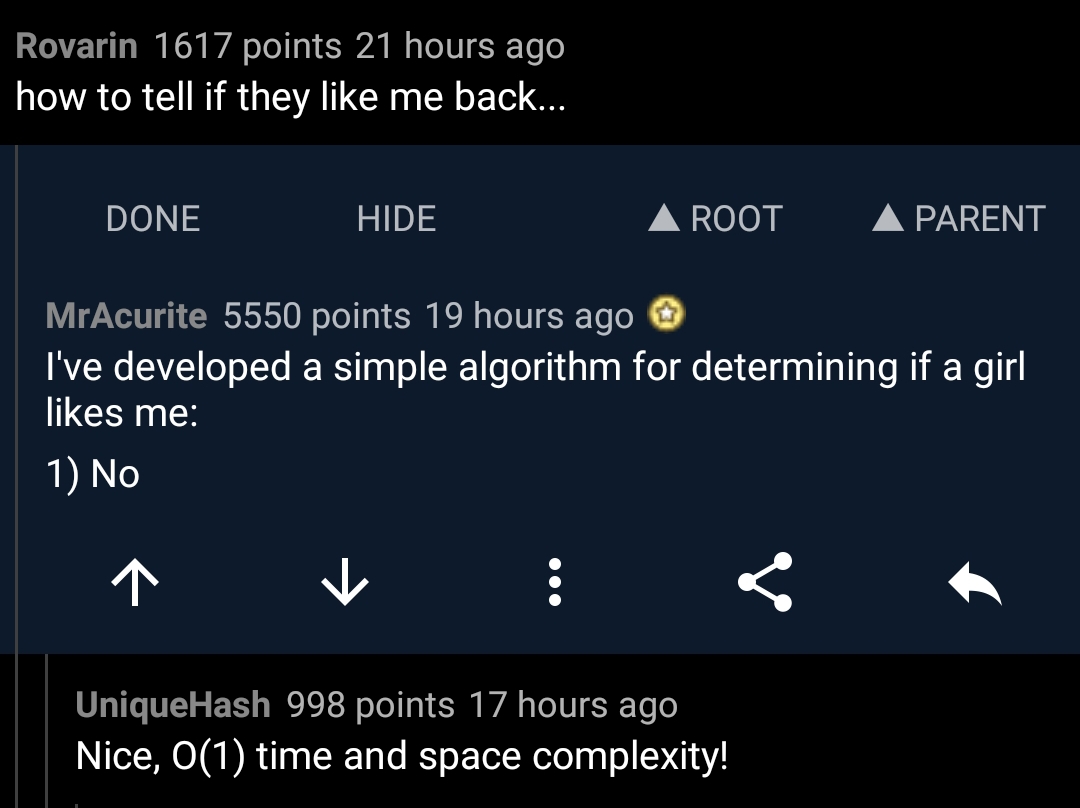 Rovarin 1617 points 21 hours ago
how to tell if they like me back...
DONE HIDE ▲ ROOT ▲ PARENT
MrAcurite 5550 points 19 hours ago
I've developed a simple algorithm for determining if a girl
likes me:
1) No
UniqueHash 998 points 17 hours ago
Nice, O(1) time and space complexity!